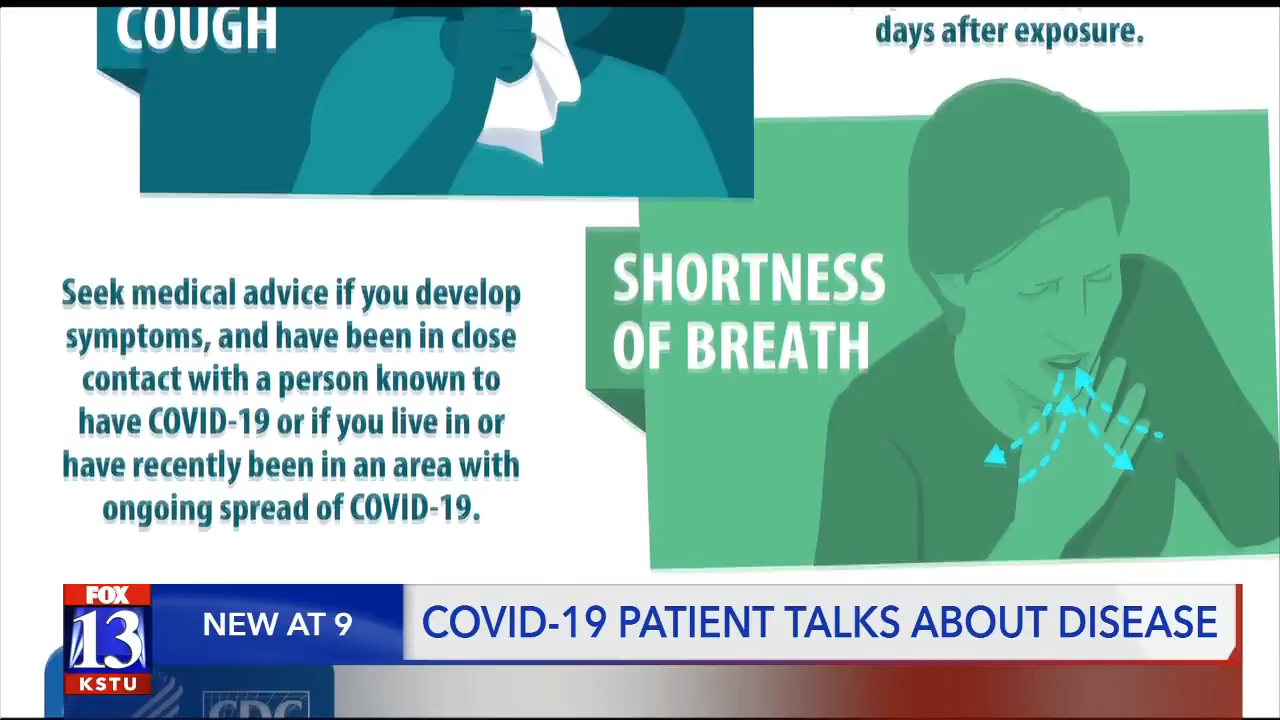 COUGH
days after exposure.
SHORTNESS
OF BREATH
Seek medical advice if you develop
symptoms, and have been in close
contact with a person known to
have COVID-19 or if you live in or
have recently been in an area with
ongoing spread of COVID-19.
FOX
13
KSTU
NEW AT 9
COVID-19 PATIENT TALKS ABOUT DISEASE
CDC